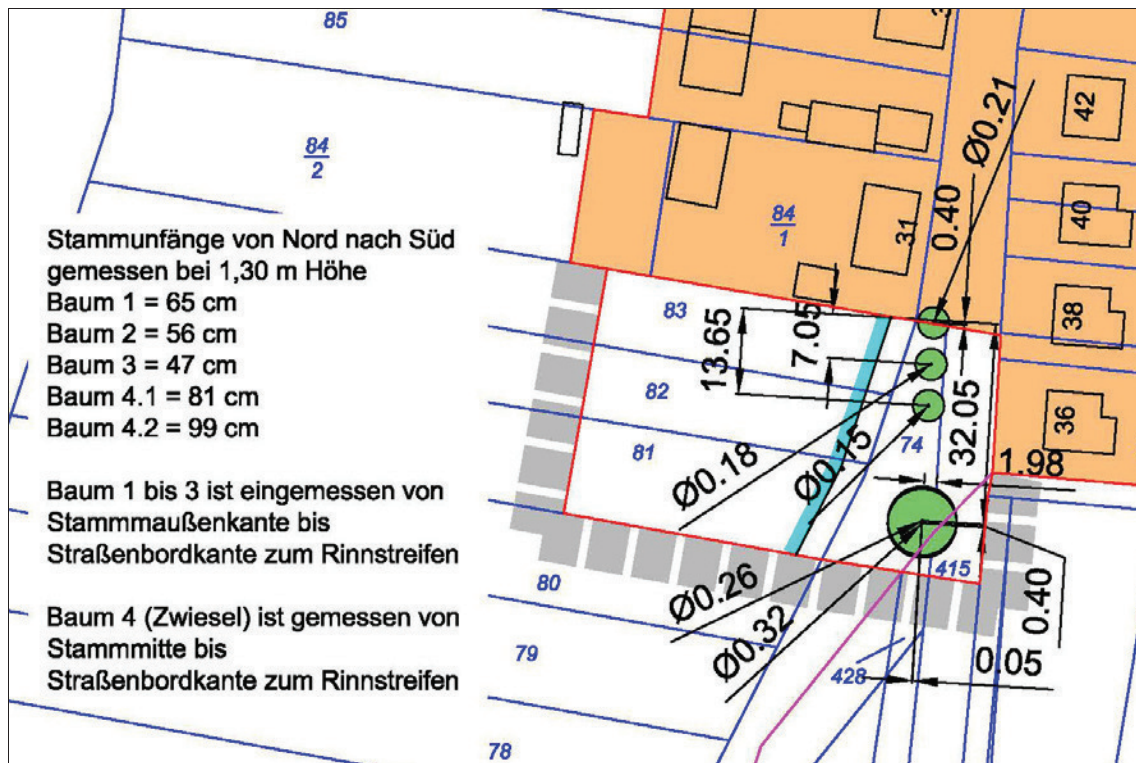 85
84
2
42
Ø0.21
0.40
40
84
1
31
Stammunfänge von Nord nach Süd
gemessen bei 1,30 m Höhe
Baum 1 = 65 cm
Baum 2 = 56 cm
Baum 3 = 47 cm
Baum 4.1 = 81 cm
Baum 4.2 = 99 cm
83
38
13.65
7.05
82
36
32.05
81
74
1.98
Ø0.18
Ø0.15
Baum 1 bis 3 ist eingemessen von
Stammmaußenkante bis
Straßenbordkante zum Rinnstreifen
80
415
Ø0.26
0.40
Ø0.32
Baum 4 (Zwiesel) ist gemessen von
Stammmitte bis
Straßenbordkante zum Rinnstreifen
79
0.05
428
78